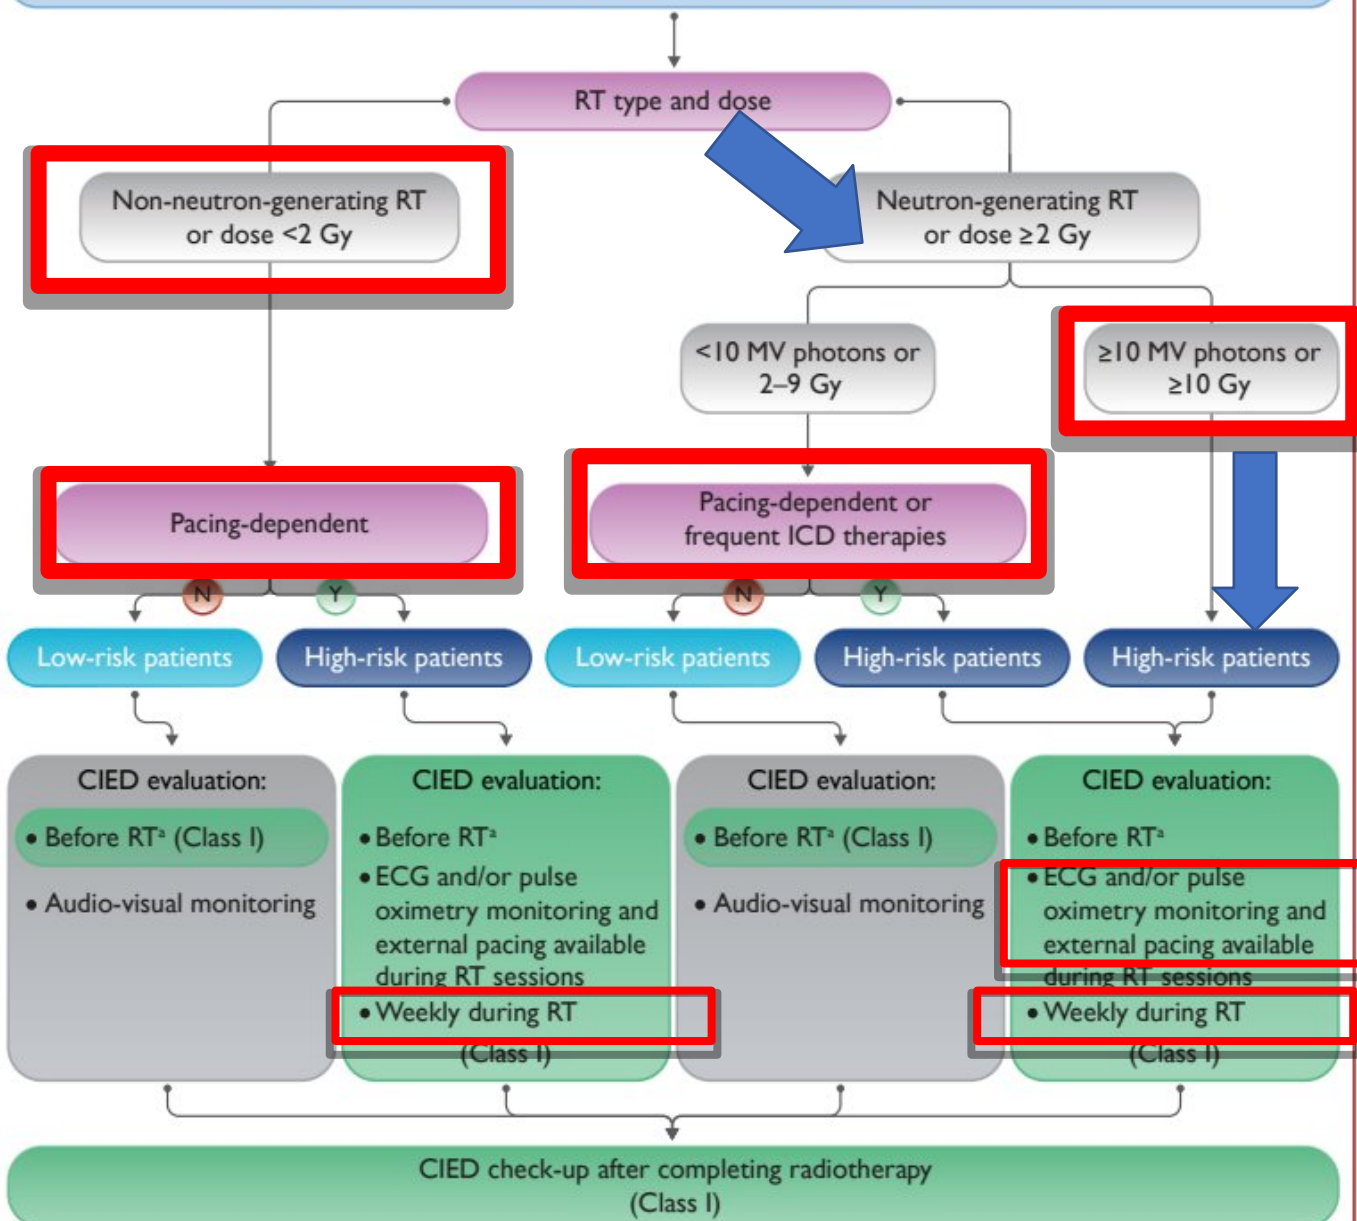 RT type and dose
Non-neutron-generating RT
or dose <2 Gy
Neutron-generating RT
or dose ≥2 Gy
<10 MV photons or
2–9 Gy
≥10 MV photons or
≥10 Gy
Pacing-dependent
Pacing-dependent or
frequent ICD therapies
N
Y
N
Y
Low-risk patients
High-risk patients
Low-risk patients
High-risk patients
High-risk patients
CIED evaluation:
• Before RTᵃ (Class I)
• Audio-visual monitoring
CIED evaluation:
• Before RTᵃ
• ECG and/or pulse
oximetry monitoring and
external pacing available
during RT sessions
• Weekly during RT
(Class I)
CIED evaluation:
• Before RTᵃ (Class I)
• Audio-visual monitoring
CIED evaluation:
• Before RTᵃ
• ECG and/or pulse
oximetry monitoring and
external pacing available
during RT sessions
• Weekly during RT
(Class I)
CIED check-up after completing radiotherapy
(Class I)